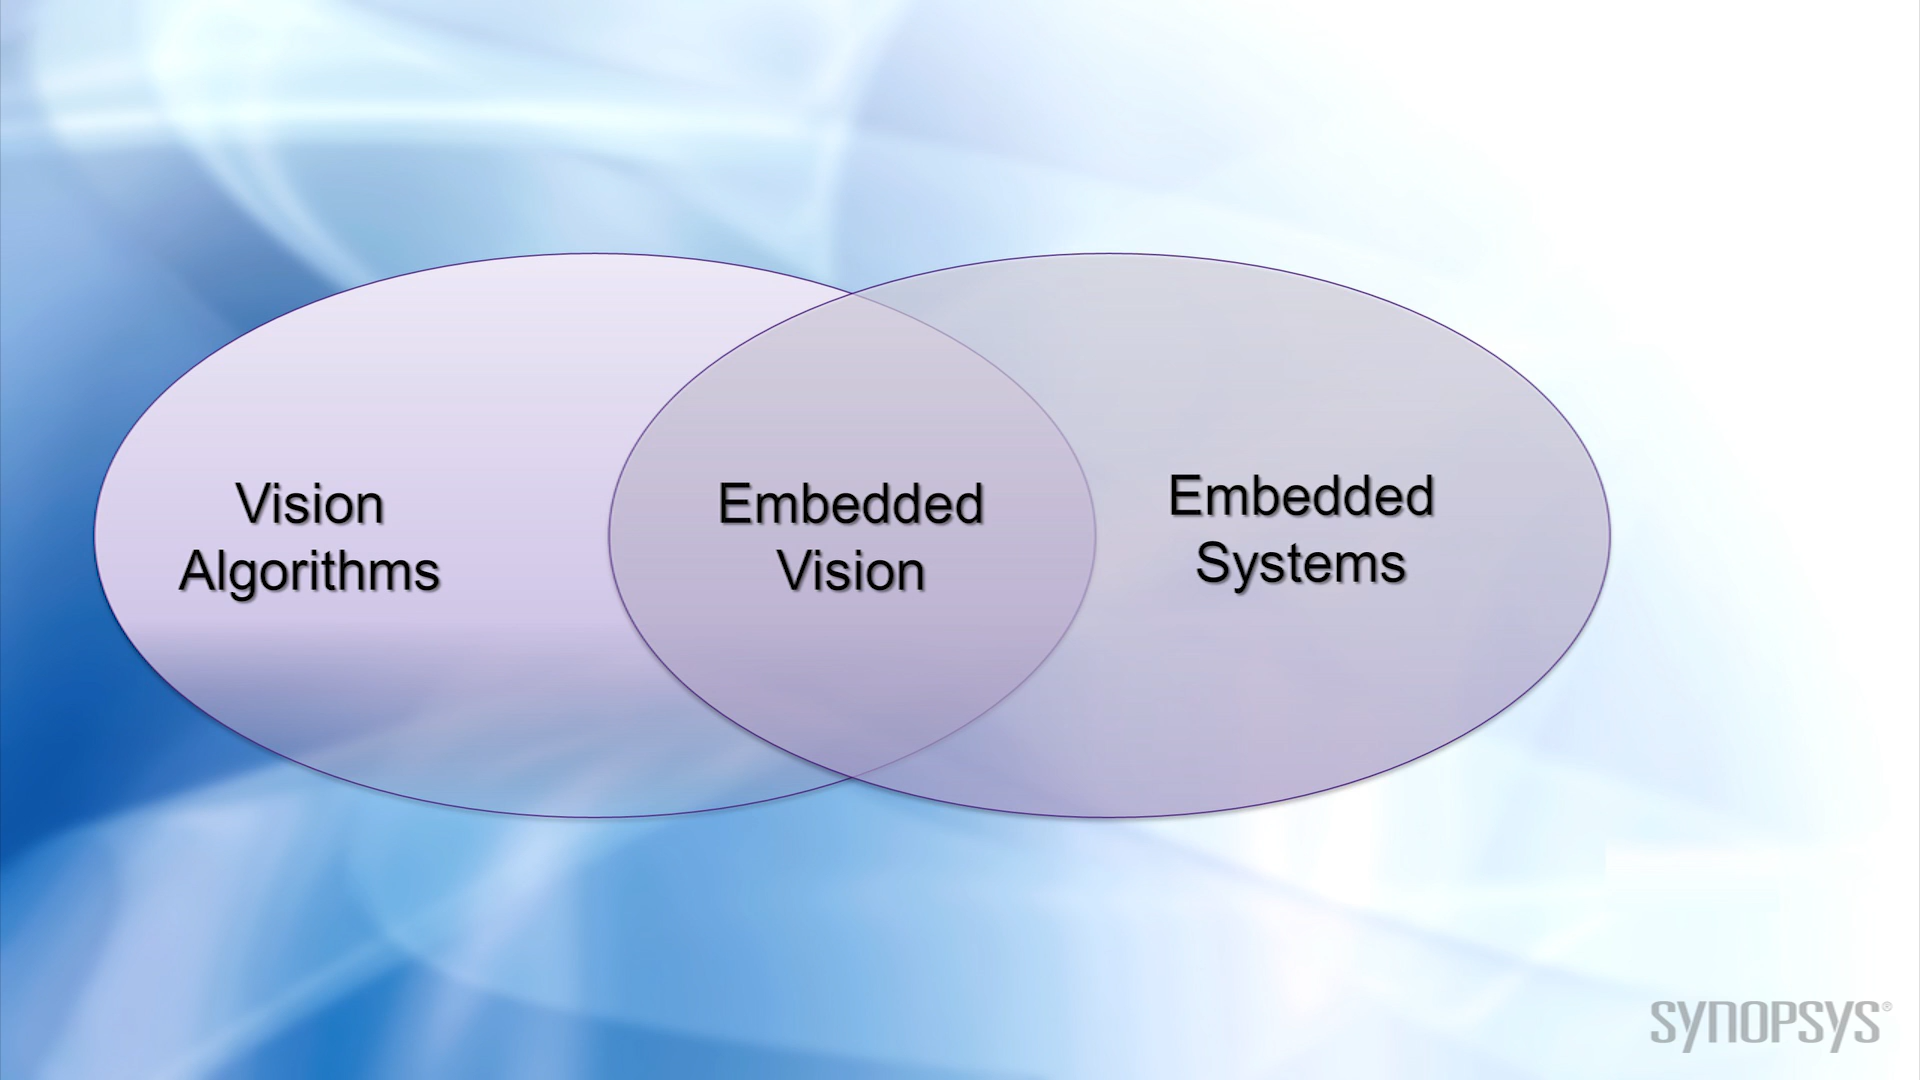 Vision
Algorithms
Embedded
Vision
Embedded
Systems
SYNOPSYS®